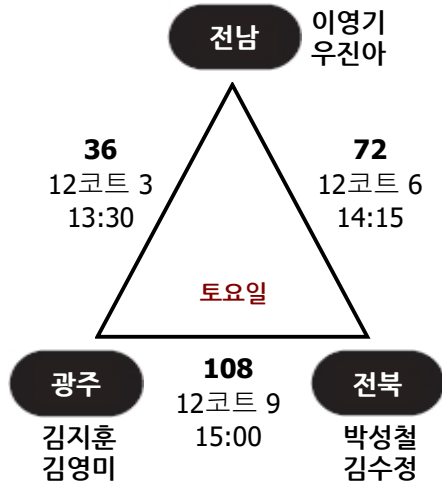 전남
이영기
우진아
36
12코트 3
13:30
72
12코트 6
14:15
토요일
광주
김지훈
김영미
108
12코트 9
15:00
전북
박성철
김수정